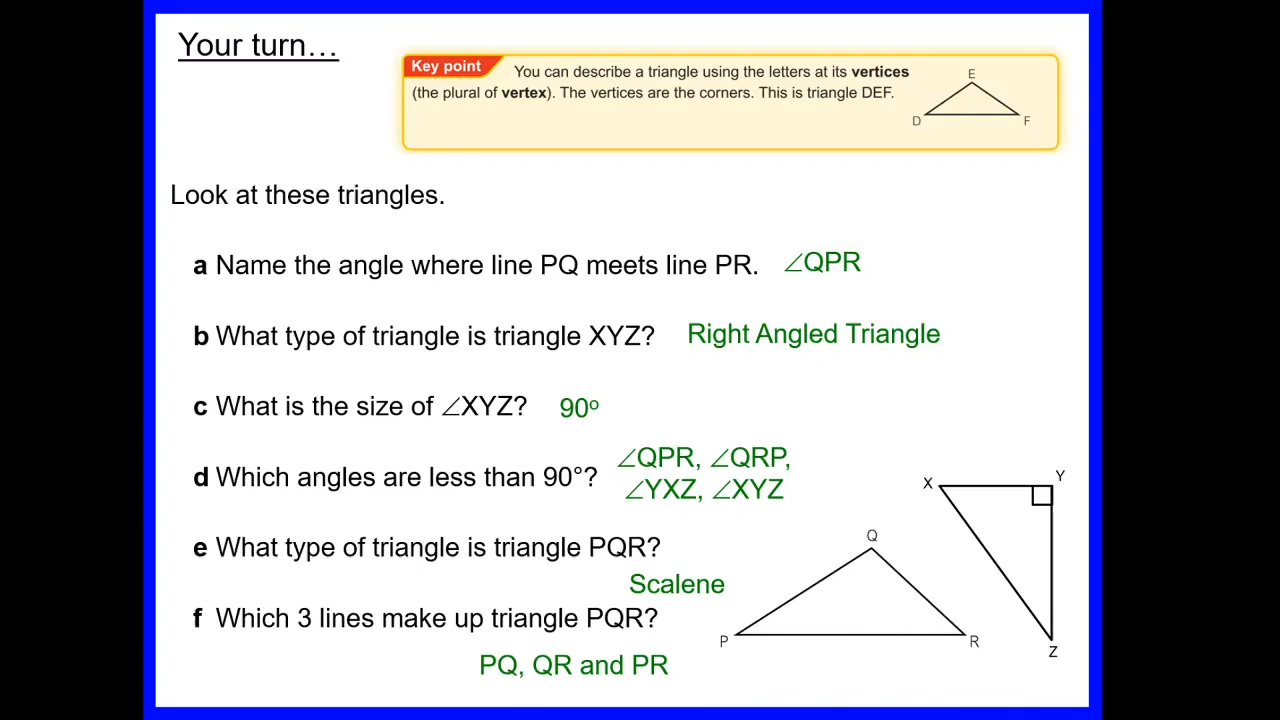 Your turn…
Key point You can describe a triangle using the letters at its vertices
(the plural of vertex). The vertices are the corners. This is triangle DEF.
E
D
F
Look at these triangles.
a Name the angle where line PQ meets line PR. ∠QPR
b What type of triangle is triangle XYZ? Right Angled Triangle
c What is the size of ∠XYZ? 90°
d Which angles are less than 90°? ∠QPR, ∠QRP,
∠YXZ, ∠XYZ
e What type of triangle is triangle PQR?
Scalene
f Which 3 lines make up triangle PQR?
PQ, QR and PR
Q
P
R
X
Y
Z